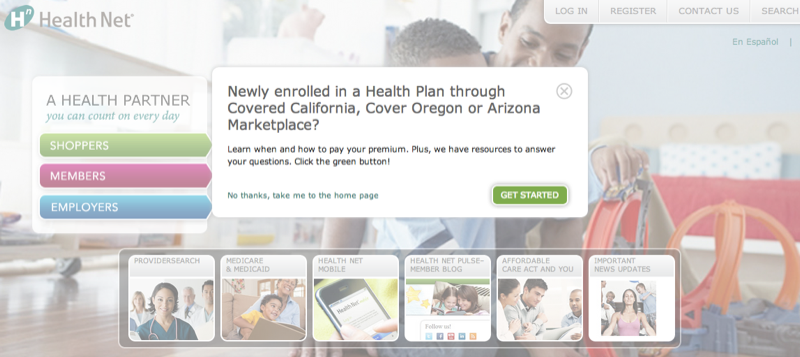 Hn Health Net®
LOG IN
REGISTER
CONTACT US
SEARCH
En Español |
A HEALTH PARTNER
you can count on every day
SHOPPERS
MEMBERS
EMPLOYERS
Newly enrolled in a Health Plan through
Covered California, Cover Oregon or Arizona
Marketplace?
Learn when and how to pay your premium. Plus, we have resources to answer
your questions. Click the green button!
No thanks, take me to the home page
GET STARTED
PROVIDERSEARCH
MEDICARE
& MEDICAID
HEALTH NET
MOBILE
HEALTH NET PULSE–
MEMBER BLOG
AFFORDABLE
CARE ACT AND YOU
IMPORTANT
NEWS UPDATES
Health Net
Follow us!